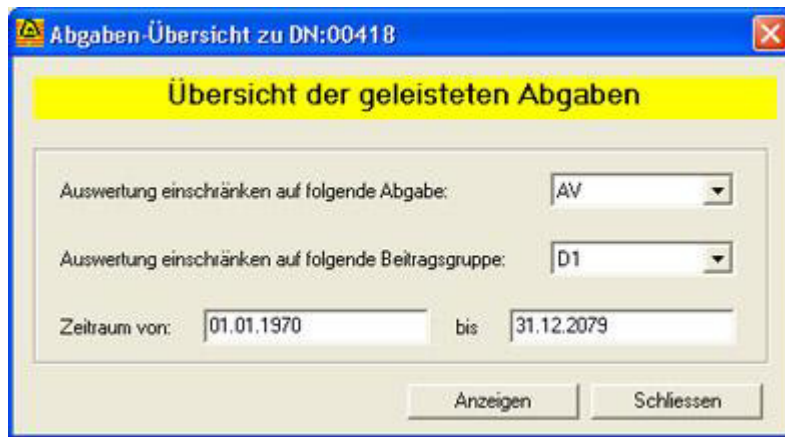 Abgaben-Übersicht zu DN:00418
Übersicht der geleisteten Abgaben
Auswertung einschränken auf folgende Abgabe: AV
Auswertung einschränken auf folgende Beitragsgruppe: D1
Zeitraum von: 01.01.1970 bis 31.12.2079
Anzeigen Schliessen